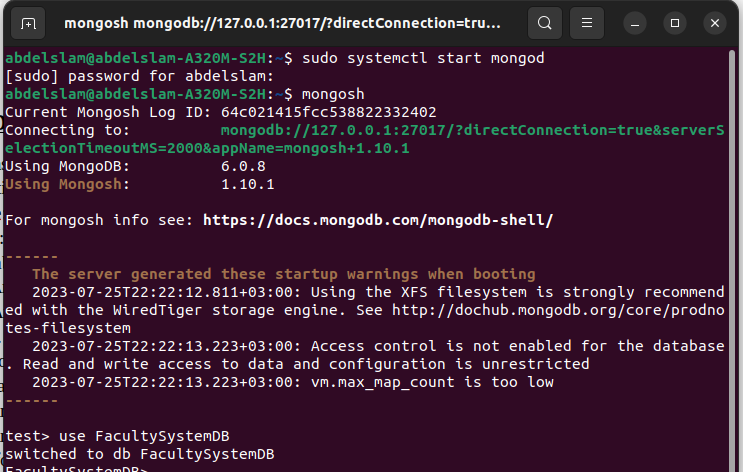 mongosh mongodb://127.0.0.1:27017/?directConnection=tru...
abdelslam@abdelslam-A320M-S2H:~$ sudo systemctl start mongod
[sudo] password for abdelslam:
abdelslam@abdelslam-A320M-S2H:~$ mongosh
Current Mongosh Log ID: 64c021415fcc538822332402
Connecting to: mongodb://127.0.0.1:27017/?directConnection=true&serverS
electionTimeoutMS=2000&appName=mongosh+1.10.1
Using MongoDB: 6.0.8
Using Mongosh: 1.10.1
For mongosh info see: https://docs.mongodb.com/mongodb-shell/
------
The server generated these startup warnings when booting
2023-07-25T22:22:12.811+03:00: Using the XFS filesystem is strongly recommend
ed with the WiredTiger storage engine. See http://dochub.mongodb.org/core/prodno
tes-filesystem
2023-07-25T22:22:13.223+03:00: Access control is not enabled for the database
. Read and write access to data and configuration is unrestricted
2023-07-25T22:22:13.223+03:00: vm.max_map_count is too low
------
test> use FacultySystemDB
switched to db FacultySystemDB
FacultySystemDB>